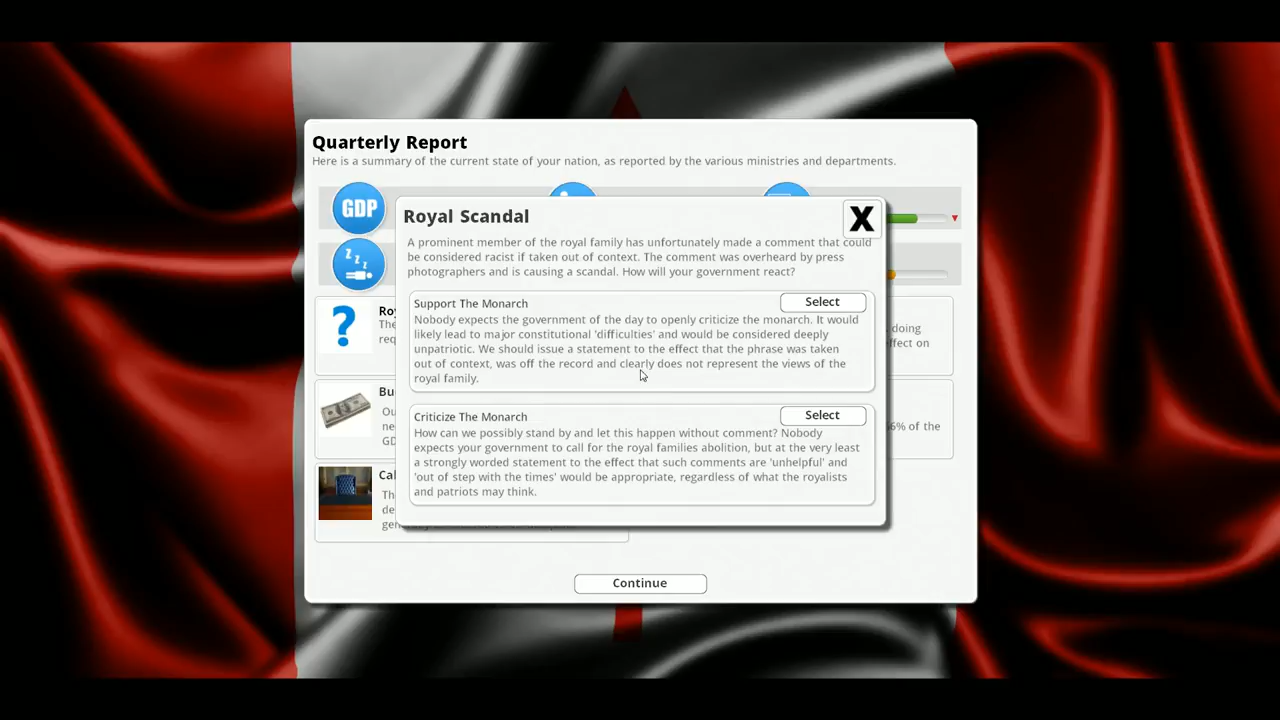 Quarterly Report
Here is a summary of the current state of your nation, as reported by the various ministries and departments.
GDP
z z z
Royal Scandal
X
A prominent member of the royal family has unfortunately made a comment that could
be considered racist if taken out of context. The comment was overheard by press
photographers and is causing a scandal. How will your government react?
Support The Monarch
Select
Nobody expects the government of the day to openly criticize the monarch. It would
likely lead to major constitutional 'difficulties' and would be considered deeply
unpatriotic. We should issue a statement to the effect that the phrase was taken
out of context, was off the record and clearly does not represent the views of the
royal family.
Criticize The Monarch
Select
How can we possibly stand by and let this happen without comment? Nobody
expects your government to call for the royal families abolition, but at the very least
a strongly worded statement to the effect that such comments are 'unhelpful' and
'out of step with the times' would be appropriate, regardless of what the royalists
and patriots may think.
?
doing
effect on
6% of the
GD
Continue